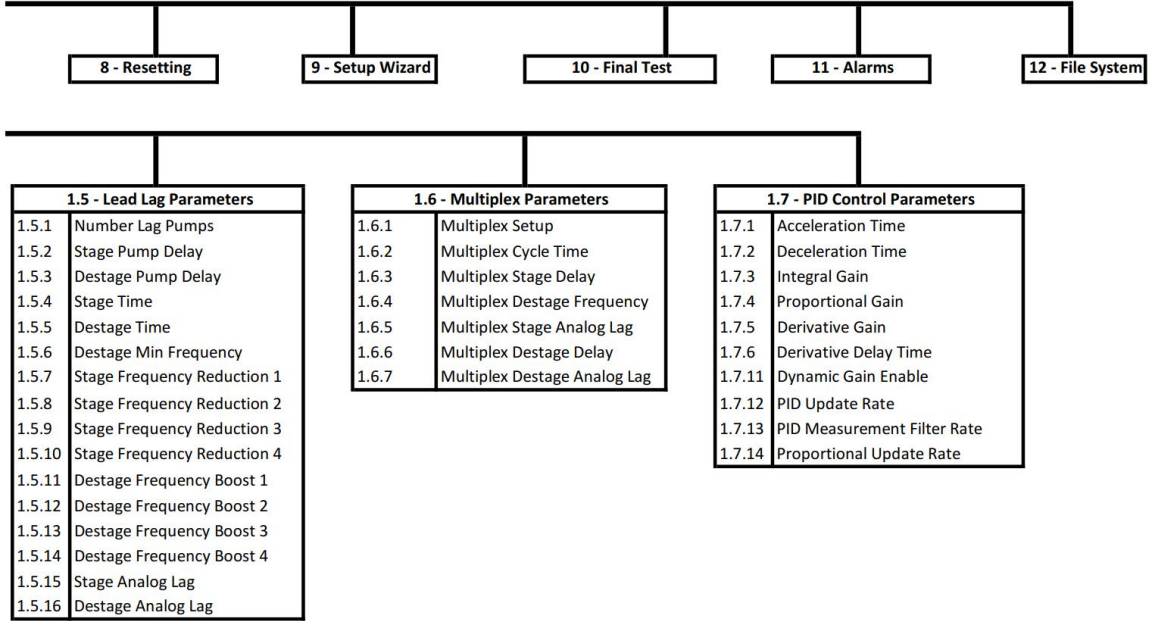 8 - Resetting
9 - Setup Wizard
10 - Final Test
11 - Alarms
12 - File System
1.5 - Lead Lag Parameters
1.5.1 Number Lag Pumps
1.5.2 Stage Pump Delay
1.5.3 Destage Pump Delay
1.5.4 Stage Time
1.5.5 Destage Time
1.5.6 Destage Min Frequency
1.5.7 Stage Frequency Reduction 1
1.5.8 Stage Frequency Reduction 2
1.5.9 Stage Frequency Reduction 3
1.5.10 Stage Frequency Reduction 4
1.5.11 Destage Frequency Boost 1
1.5.12 Destage Frequency Boost 2
1.5.13 Destage Frequency Boost 3
1.5.14 Destage Frequency Boost 4
1.5.15 Stage Analog Lag
1.5.16 Destage Analog Lag
1.6 - Multiplex Parameters
1.6.1 Multiplex Setup
1.6.2 Multiplex Cycle Time
1.6.3 Multiplex Stage Delay
1.6.4 Multiplex Destage Frequency
1.6.5 Multiplex Stage Analog Lag
1.6.6 Multiplex Destage Delay
1.6.7 Multiplex Destage Analog Lag
1.7 - PID Control Parameters
1.7.1 Acceleration Time
1.7.2 Deceleration Time
1.7.3 Integral Gain
1.7.4 Proportional Gain
1.7.5 Derivative Gain
1.7.6 Derivative Delay Time
1.7.11 Dynamic Gain Enable
1.7.12 PID Update Rate
1.7.13 PID Measurement Filter Rate
1.7.14 Proportional Update Rate